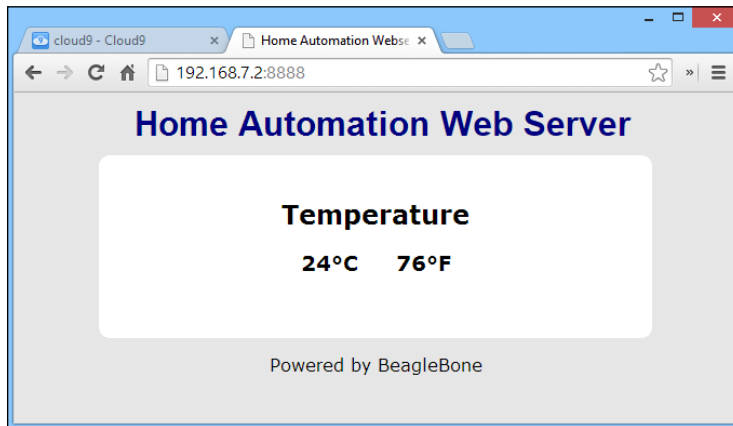 cloud9 - Cloud9 × Home Automation Webse ×
192.168.7.2:8888 »
Home Automation Web Server
Temperature
24°C 76°F
Powered by BeagleBone